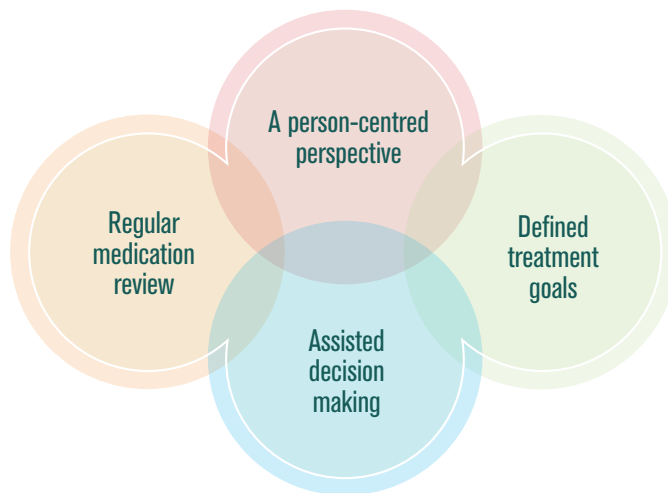 A person-centred
perspective
Regular
medication
review
Defined
treatment
goals
Assisted
decision
making